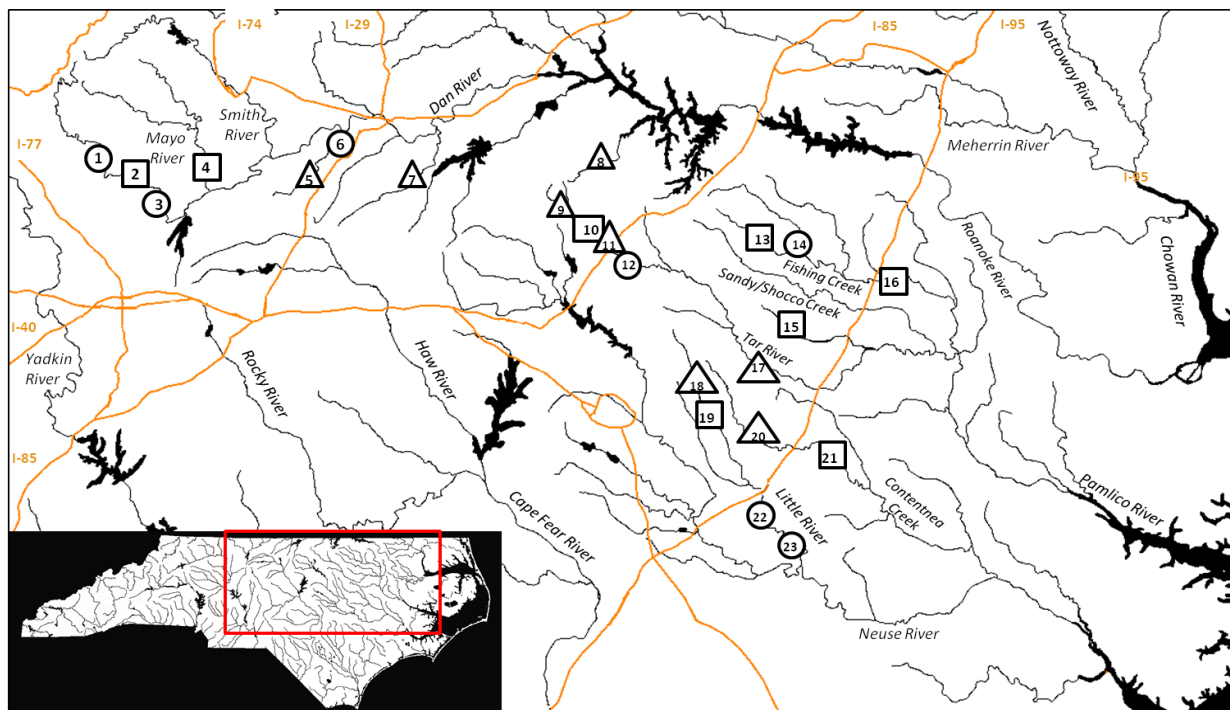 I-74
I-29
I-85
I-95
Nottoway River
Dan River
Smith
River
Mayo
River
I-77
Meherrin River
I-95
1
2
3
4
5
6
7
8
9
10
11
12
13
14
15
16
Fishing Creek
Sandy/Shocco Creek
Roanoke River
Chowan River
I-40
Yadkin
River
Rocky River
Haw River
Tar River
17
18
19
20
21
22
23
I-85
Cape Fear River
Little River
Contentnea
Creek
Pamlico River
Neuse River